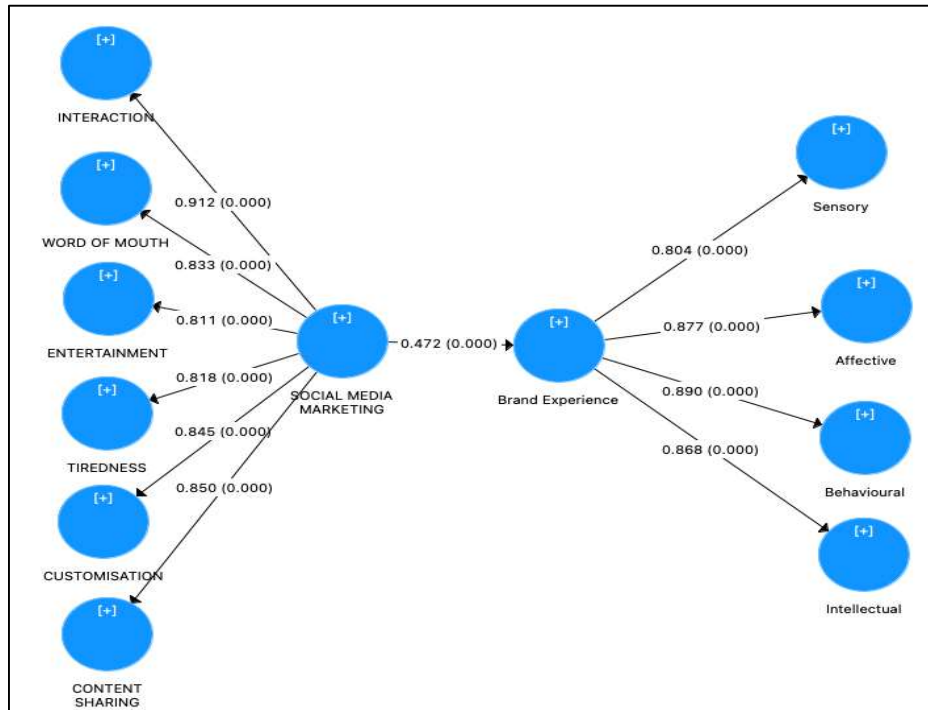 [+]
INTERACTION
[+]
WORD OF MOUTH
[+]
ENTERTAINMENT
[+]
TIREDNESS
[+]
CUSTOMISATION
[+]
CONTENT
SHARING
0.912 (0.000)
0.833 (0.000)
0.811 (0.000)
0.818 (0.000)
0.845 (0.000)
0.850 (0.000)
[+]
SOCIAL MEDIA
MARKETING
0.472 (0.000)
[+]
Brand Experience
0.804 (0.000)
0.877 (0.000)
0.890 (0.000)
0.868 (0.000)
[+]
Sensory
[+]
Affective
[+]
Behavioural
[+]
Intellectual